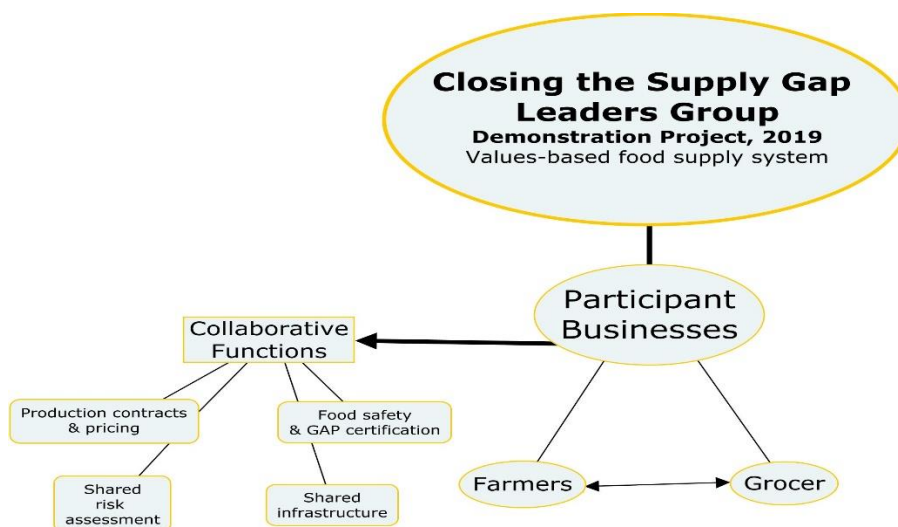 Closing the Supply Gap
Leaders Group
Demonstration Project, 2019
Values-based food supply system
Participant
Businesses
Collaborative
Functions
Production contracts
& pricing
Food safety
& GAP certification
Shared
risk
assessment
Shared
infrastructure
Farmers
Grocer